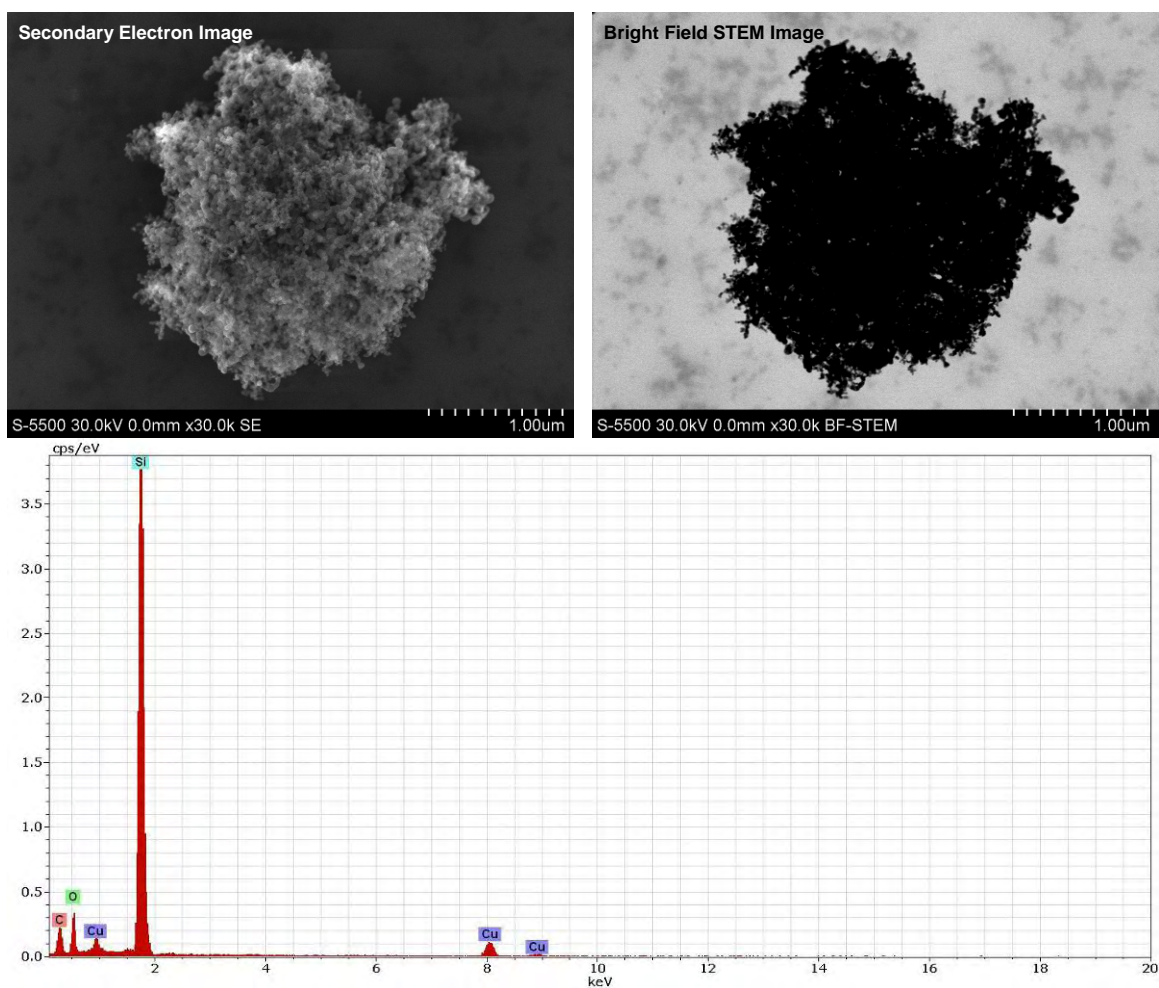 Secondary Electron Image
Bright Field STEM Image
S-5500 30.0kV 0.0mm x30.0k SE 1.00um
S-5500 30.0kV 0.0mm x30.0k BF-STEM 1.00um
cps/eV
Si
3.5
3.0
2.5
2.0
1.5
1.0
0.5
O
C
Cu
Cu
Cu
0.0
2 4 6 8 10 12 14 16 18 20
keV